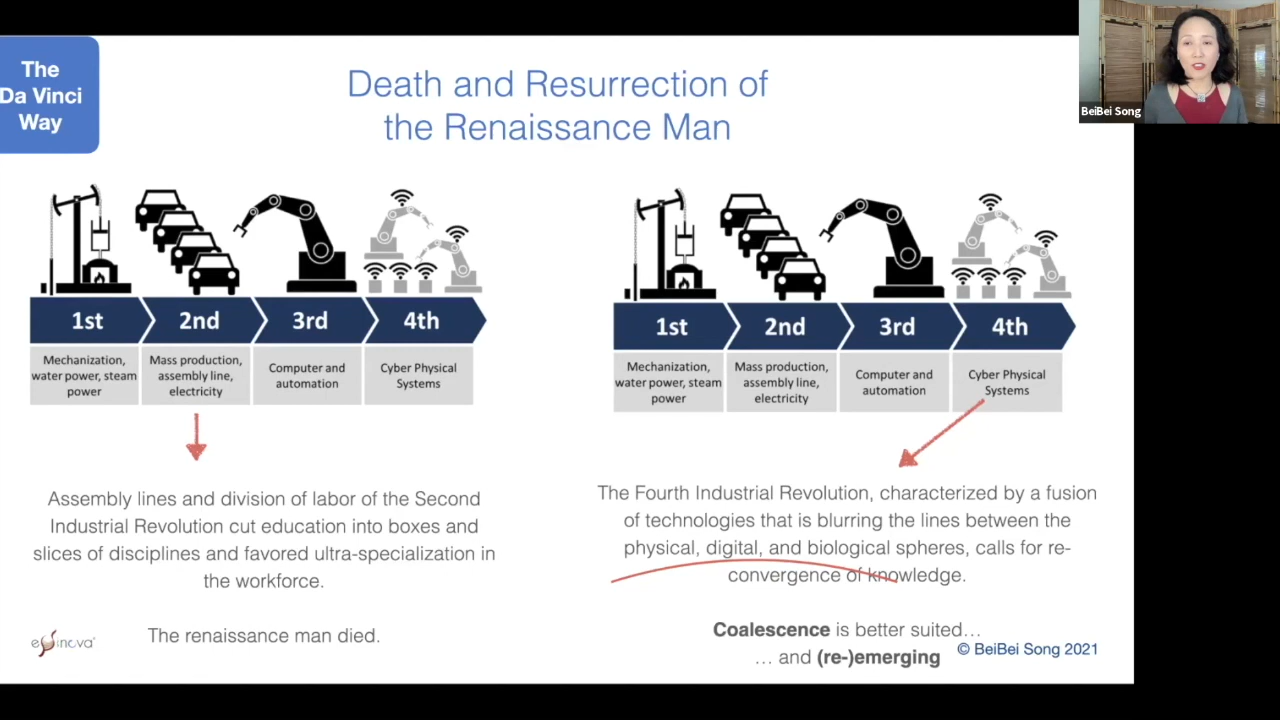 The
Da Vinci
Way
Death and Resurrection of
the Renaissance Man
BeiBei Song
1st
2nd
3rd
4th
Mechanization,
water power, steam
power
Mass production,
assembly line,
electricity
Computer and
automation
Cyber Physical
Systems
Assembly lines and division of labor of the Second
Industrial Revolution cut education into boxes and
slices of disciplines and favored ultra-specialization in
the workforce.
The renaissance man died.
1st
2nd
3rd
4th
Mechanization,
water power, steam
power
Mass production,
assembly line,
electricity
Computer and
automation
Cyber Physical
Systems
The Fourth Industrial Revolution, characterized by a fusion
of technologies that is blurring the lines between the
physical, digital, and biological spheres, calls for re-
convergence of knowledge.
Coalescence is better suited…
… and (re-)emerging
© BeiBei Song 2021